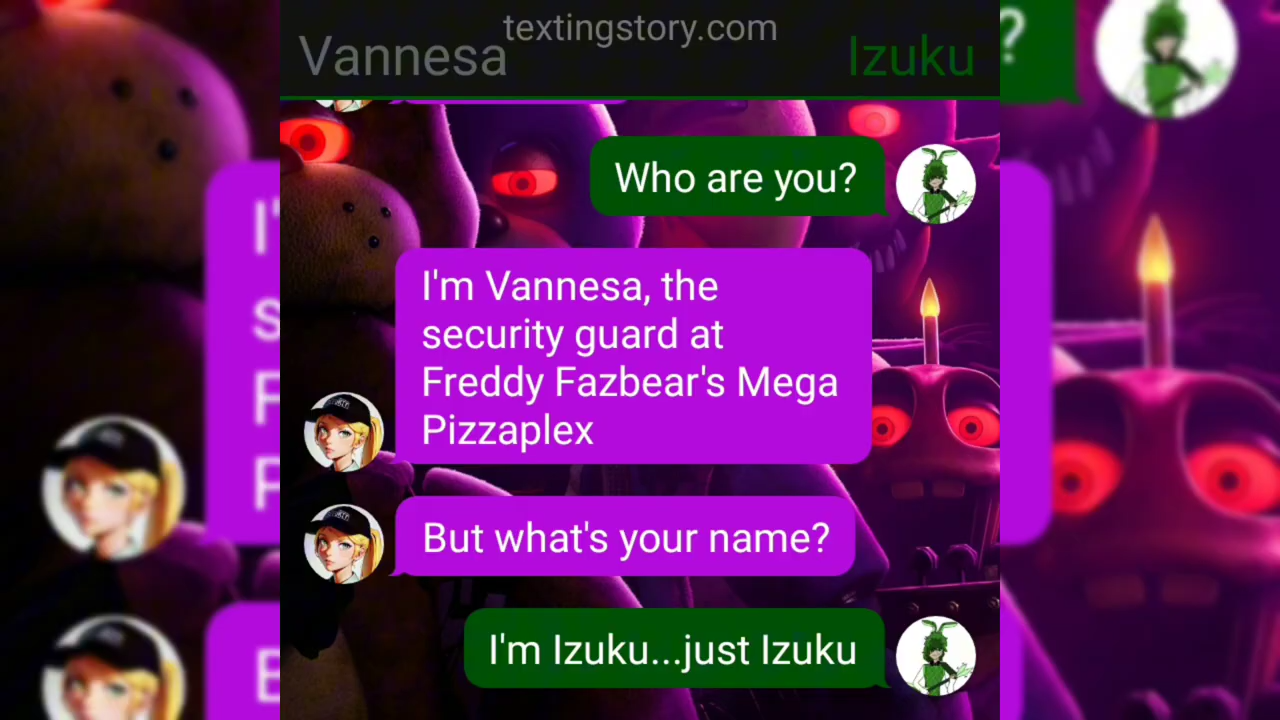 textingstory.com
Vannesa
Izuku
Who are you?
I'm Vannesa, the
security guard at
Freddy Fazbear's Mega
Pizzaplex
But what's your name?
I'm Izuku...just Izuku